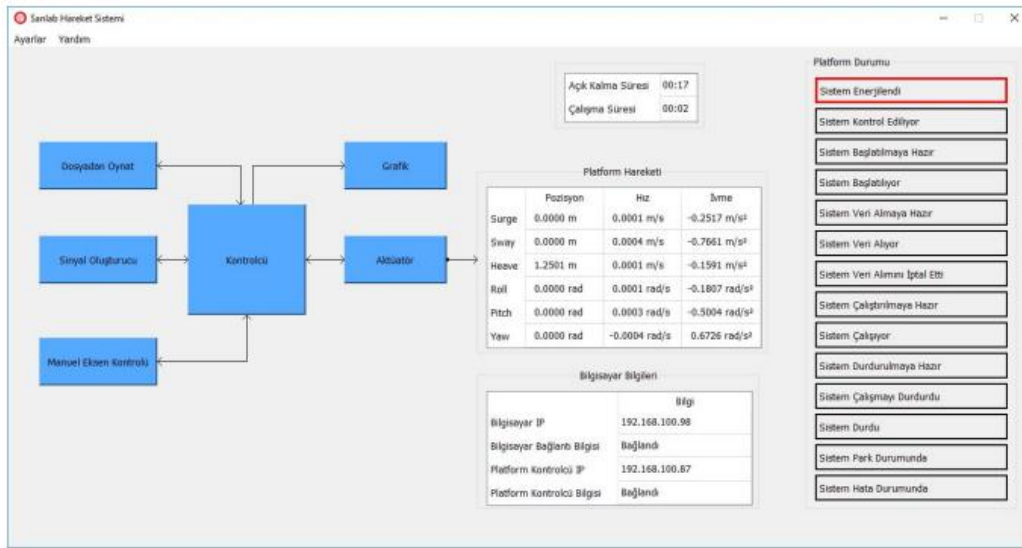 Sanlab Hareket Sistemi
Ayarlar Yardım
Açık Kalma Süresi 00:17
Çalışma Süresi 00:02
Dosyadan Oynat
Grafik
Sinyal Oluşturucu
Kontrolcü
Aktüatör
Manuel Eksen Kontrolü
Platform Hareketi
Pozisyon Hız İvme
Surge 0.0000 m 0.0001 m/s -0.2517 m/s²
Sway 0.0000 m 0.0004 m/s -0.7661 m/s²
Heave 1.2501 m 0.0001 m/s -0.1591 m/s²
Roll 0.0000 rad 0.0001 rad/s -0.1807 rad/s²
Pitch 0.0000 rad 0.0003 rad/s -0.5004 rad/s²
Yaw 0.0000 rad -0.0004 rad/s 0.6726 rad/s²
Bilgisayar Bilgileri
Bilgi
Bilgisayar IP 192.168.100.98
Bilgisayar Bağlantı Bilgisi Bağlandı
Platform Kontrolcü IP 192.168.100.87
Platform Kontrolcü Bilgisi Bağlandı
Platform Durumu
Sistem Enerjilendi
Sistem Kontrol Ediliyor
Sistem Başlatılmaya Hazır
Sistem Başlatılıyor
Sistem Veri Almaya Hazır
Sistem Veri Alıyor
Sistem Veri Alımını İptal Etti
Sistem Çalıştırılmaya Hazır
Sistem Çalışıyor
Sistem Durdurulmaya Hazır
Sistem Çalışmayı Durdurdu
Sistem Durdu
Sistem Park Durumunda
Sistem Hata Durumunda